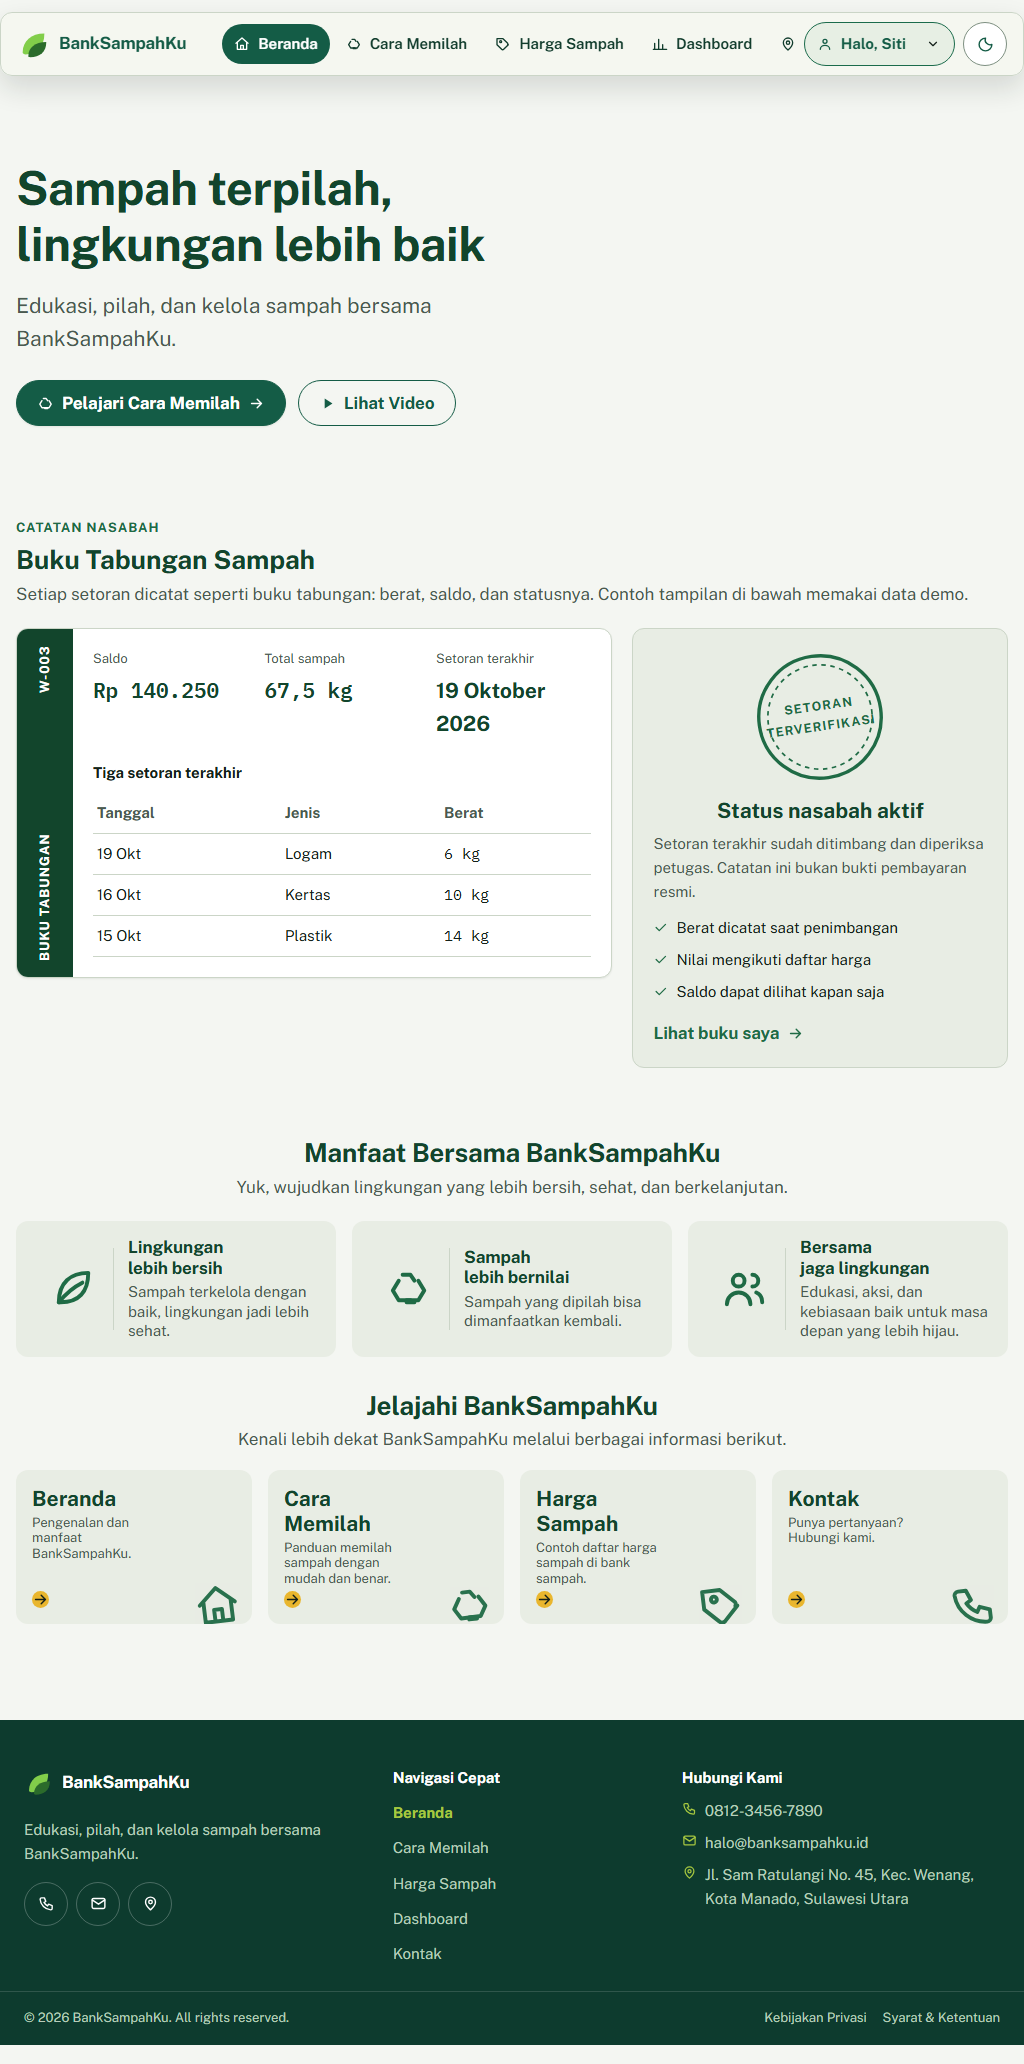 BankSampahKu
Beranda
Cara Memilah
Harga Sampah
Dashboard
Halo, Siti
Sampah terpilah,
lingkungan lebih baik
Edukasi, pilah, dan kelola sampah bersama
BankSampahKu.
Pelajari Cara Memilah
Lihat Video
CATATAN NASABAH
Buku Tabungan Sampah
Setiap setoran dicatat seperti buku tabungan: berat, saldo, dan statusnya. Contoh tampilan di bawah memakai data demo.
W-003
BUKU TABUNGAN
Saldo
Rp 140.250
Total sampah
67,5 kg
Setoran terakhir
19 Oktober
2026
Tiga setoran terakhir
Tanggal Jenis Berat
19 Okt Logam 6 kg
16 Okt Kertas 10 kg
15 Okt Plastik 14 kg
SETORAN
TERVERIFIKASI
Status nasabah aktif
Setoran terakhir sudah ditimbang dan diperiksa
petugas. Catatan ini bukan bukti pembayaran
resmi.
Berat dicatat saat penimbangan
Nilai mengikuti daftar harga
Saldo dapat dilihat kapan saja
Lihat buku saya
Manfaat Bersama BankSampahKu
Yuk, wujudkan lingkungan yang lebih bersih, sehat, dan berkelanjutan.
Lingkungan
lebih bersih
Sampah terkelola dengan
baik, lingkungan jadi lebih
sehat.
Sampah
lebih bernilai
Sampah yang dipilah bisa
dimanfaatkan kembali.
Bersama
jaga lingkungan
Edukasi, aksi, dan
kebiasaan baik untuk masa
depan yang lebih hijau.
Jelajahi BankSampahKu
Kenali lebih dekat BankSampahKu melalui berbagai informasi berikut.
Beranda
Pengenalan dan
manfaat
BankSampahKu.
Cara
Memilah
Panduan memilah
sampah dengan
mudah dan benar.
Harga
Sampah
Contoh daftar harga
sampah di bank
sampah.
Kontak
Punya pertanyaan?
Hubungi kami.
BankSampahKu
Edukasi, pilah, dan kelola sampah bersama
BankSampahKu.
Navigasi Cepat
Beranda
Cara Memilah
Harga Sampah
Dashboard
Kontak
Hubungi Kami
0812-3456-7890
halo@banksampahku.id
Jl. Sam Ratulangi No. 45, Kec. Wenang,
Kota Manado, Sulawesi Utara
© 2026 BankSampahKu. All rights reserved.
Kebijakan Privasi
Syarat & Ketentuan